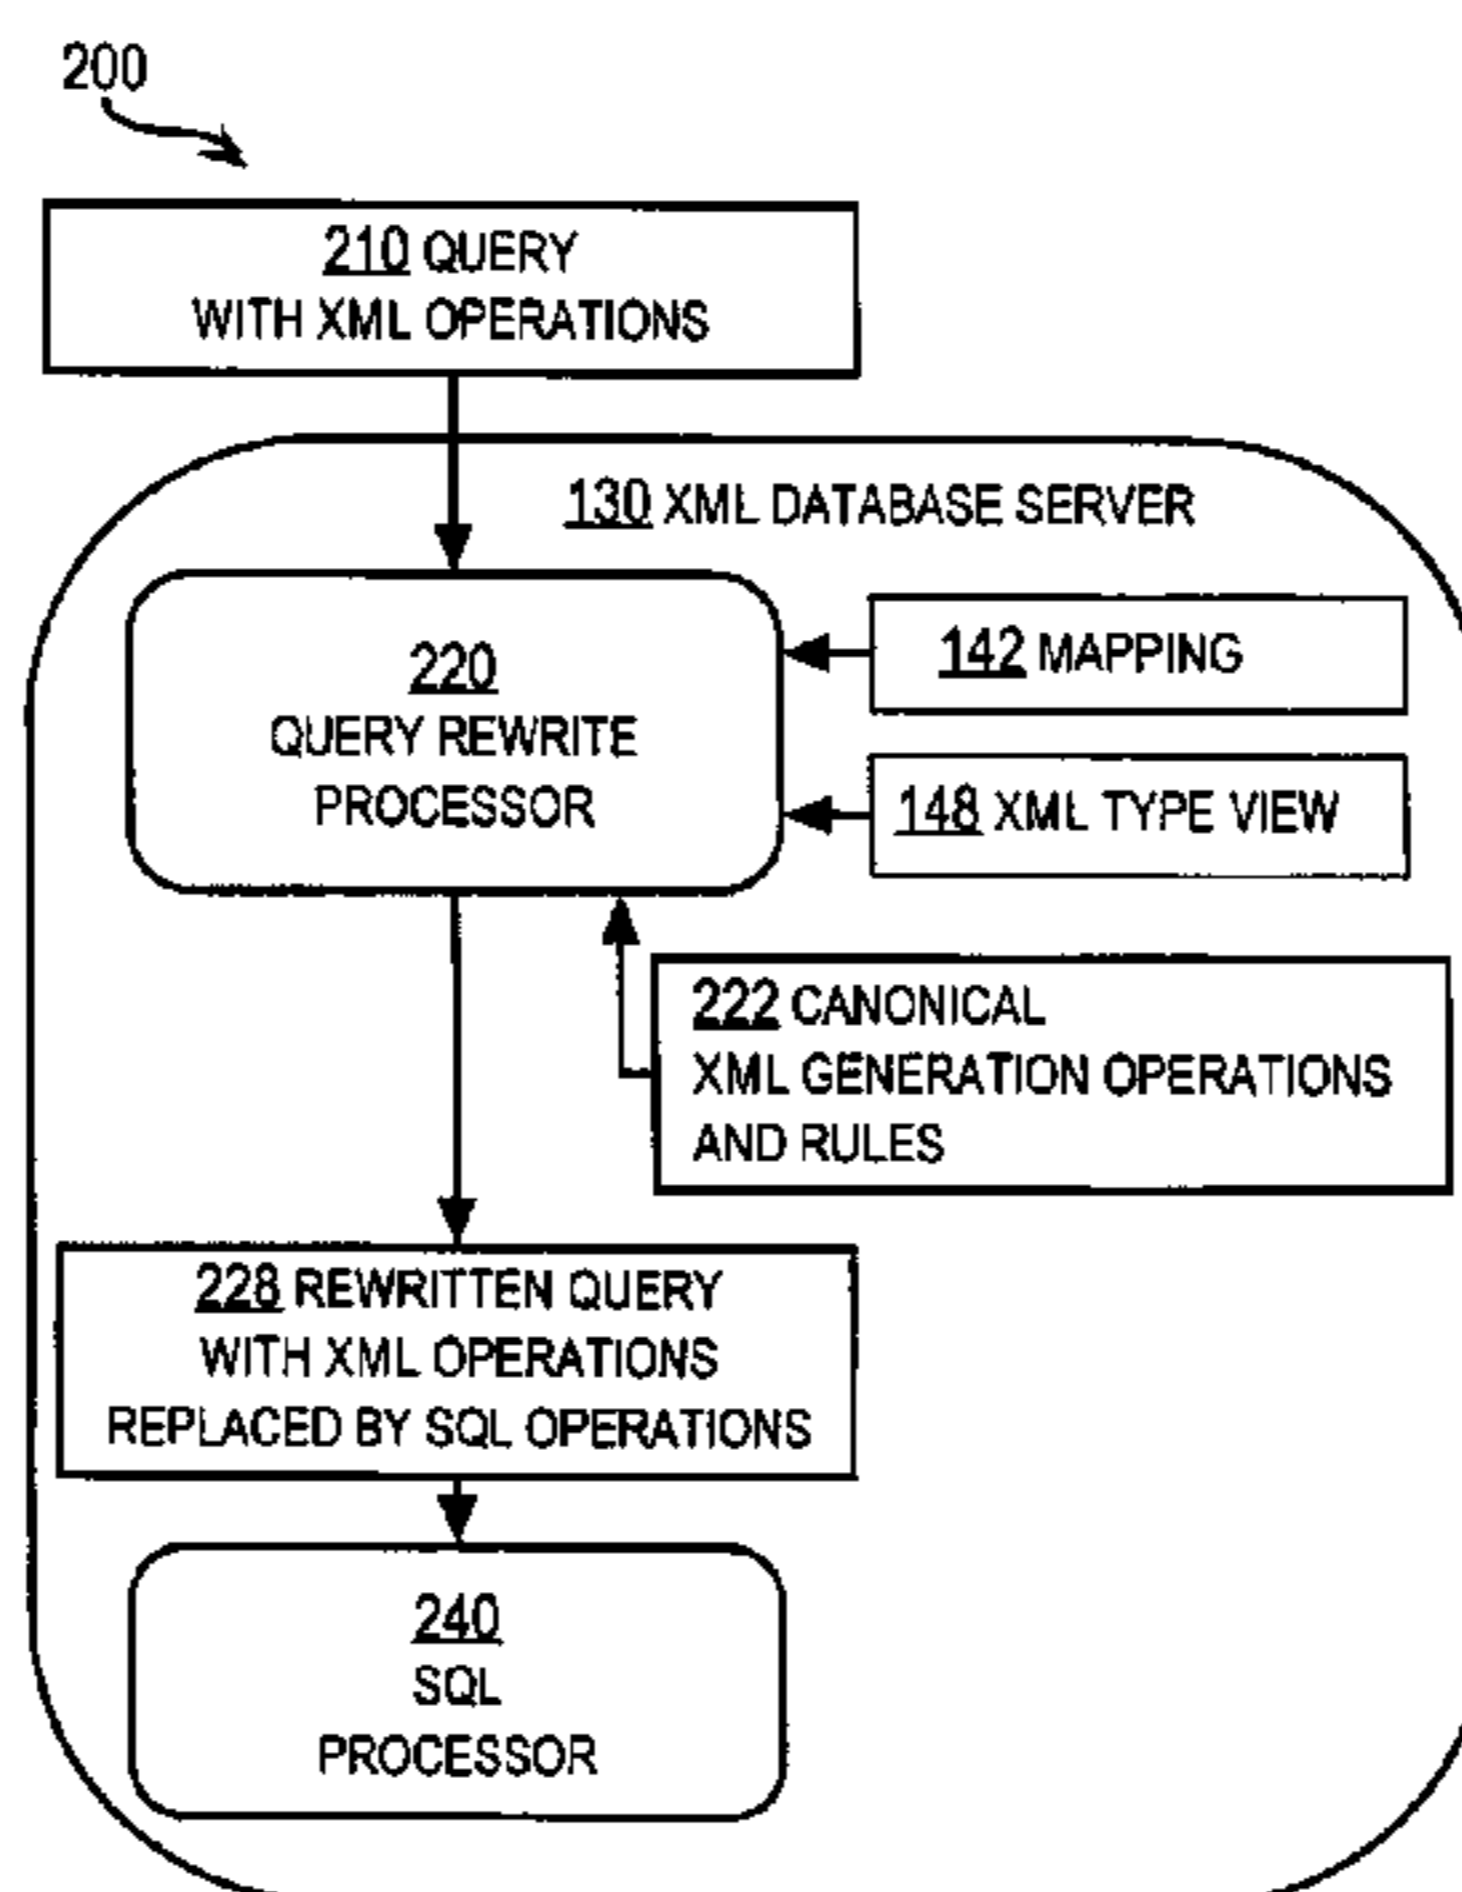 200
210 QUERY
WITH XML OPERATIONS
130 XML DATABASE SERVER
220
QUERY REWRITE
PROCESSOR
142 MAPPING
148 XML TYPE VIEW
222 CANONICAL
XML GENERATION OPERATIONS
AND RULES
228 REWRITTEN QUERY
WITH XML OPERATIONS
REPLACED BY SQL OPERATIONS
240
SQL
PROCESSOR